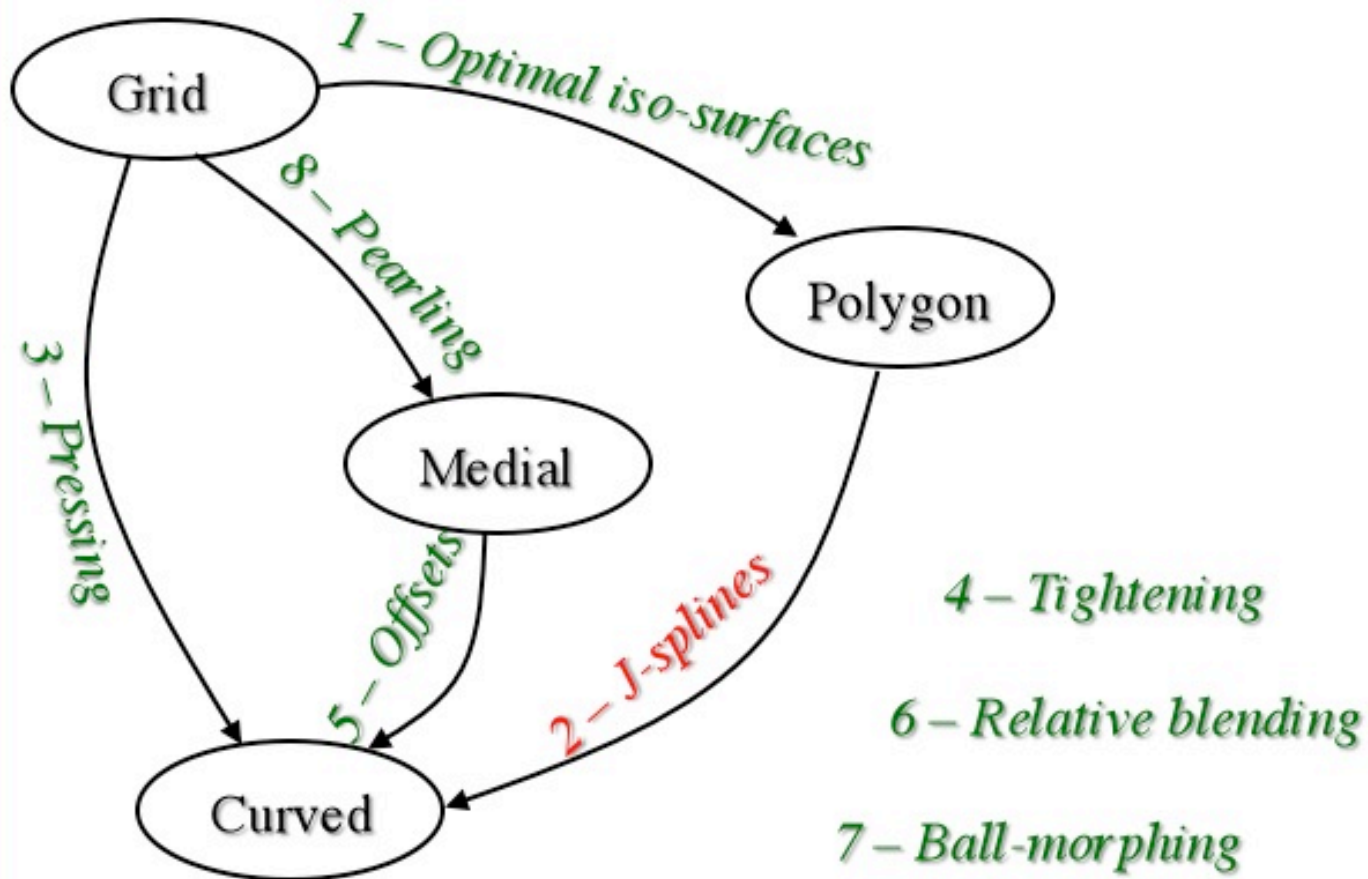 1 – Optimal iso-surfaces
Grid
8 – Pearling
Polygon
3 – Pressing
Medial
5 – Offsets
2 – J-splines
4 – Tightening
6 – Relative blending
Curved
7 – Ball-morphing